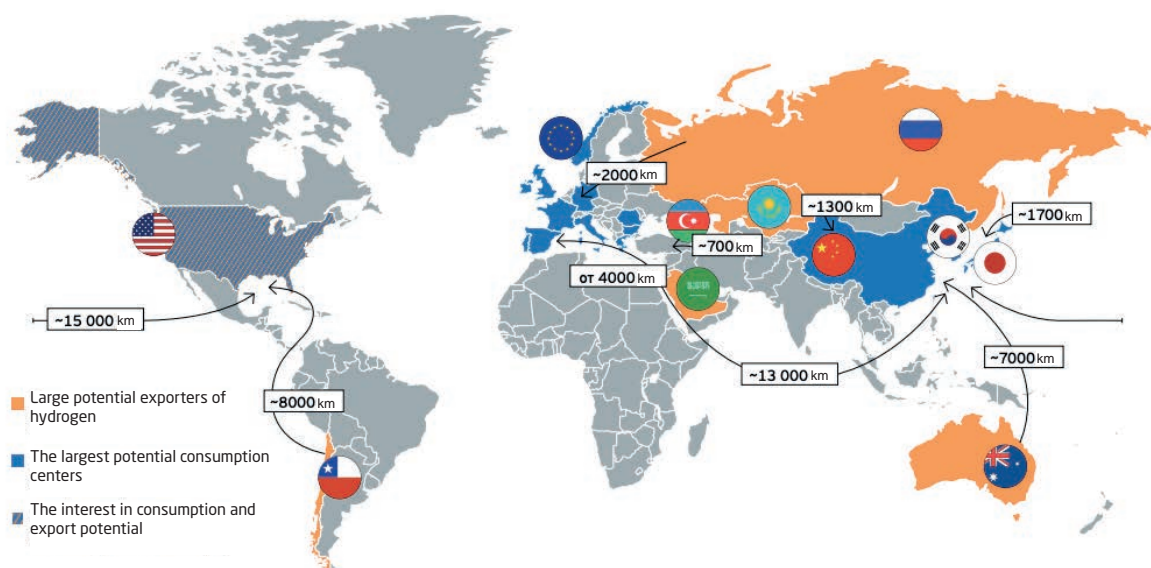 ~2000 km
~1300 km
~1700 km
~700 km
от 4000 km
~15 000 km
~7000 km
~13 000 km
~8000 km
Large potential exporters of
hydrogen
The largest potential consumption
centers
The interest in consumption and
export potential